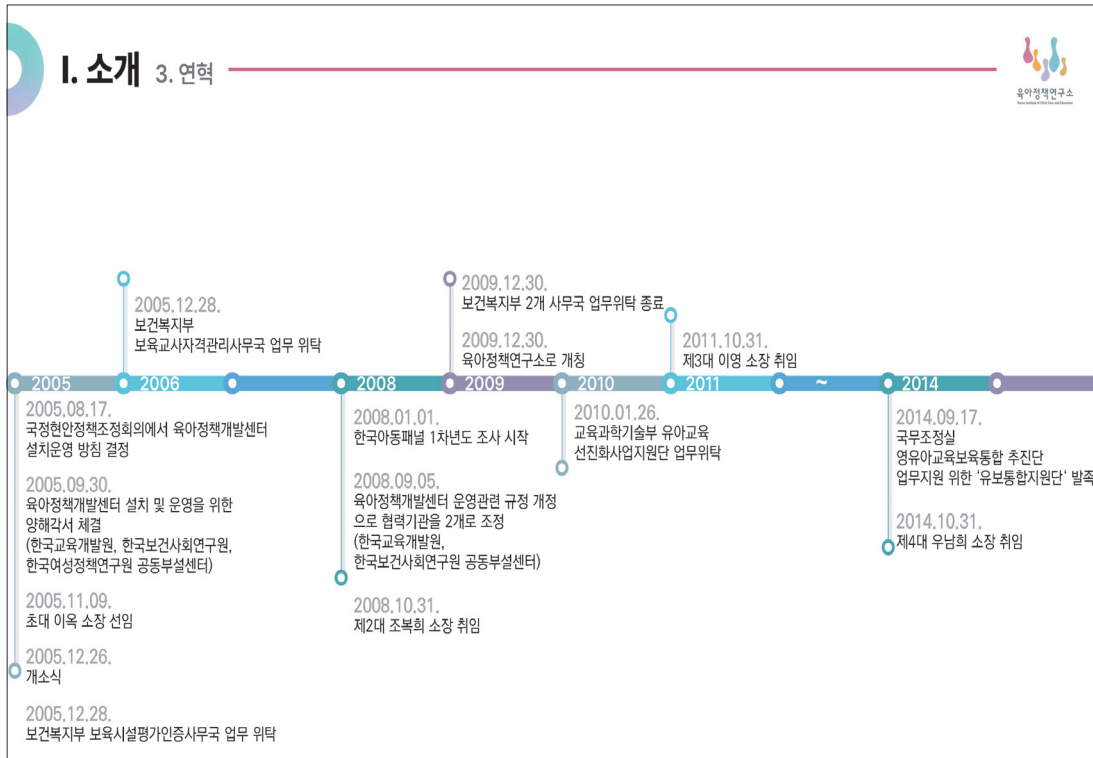 I. 소개 3. 연혁
육아정책연구소
Korea Institute of Child Care and Education
2005.12.28.
보건복지부
보육교사자격관리사무국 업무 위탁
2009.12.30.
보건복지부 2개 사무국 업무위탁 종료
2009.12.30.
육아정책연구소로 개칭
2011.10.31.
제3대 이영 소장 취임
2005 2006 2008 2009 2010 2011 ~ 2014
2005.08.17.
국정현안정책조정회의에서 육아정책개발센터
설치운영 방침 결정
2005.09.30.
육아정책개발센터 설치 및 운영을 위한
양해각서 체결
(한국교육개발원, 한국보건사회연구원,
한국여성정책연구원 공동부설센터)
2005.11.09.
초대 이옥 소장 선임
2005.12.26.
개소식
2005.12.28.
보건복지부 보육시설평가인증사무국 업무 위탁
2008.01.01.
한국아동패널 1차년도 조사 시작
2008.09.05.
육아정책개발센터 운영관련 규정 개정
으로 협력기관을 2개로 조정
(한국교육개발원,
한국보건사회연구원 공동부설센터)
2008.10.31.
제2대 조복희 소장 취임
2010.01.26.
교육과학기술부 유아교육
선진화사업지원단 업무위탁
2014.09.17.
국무조정실
영유아교육보육통합 추진단
업무지원 위한 '유보통합지원단' 발족
2014.10.31.
제4대 우남희 소장 취임